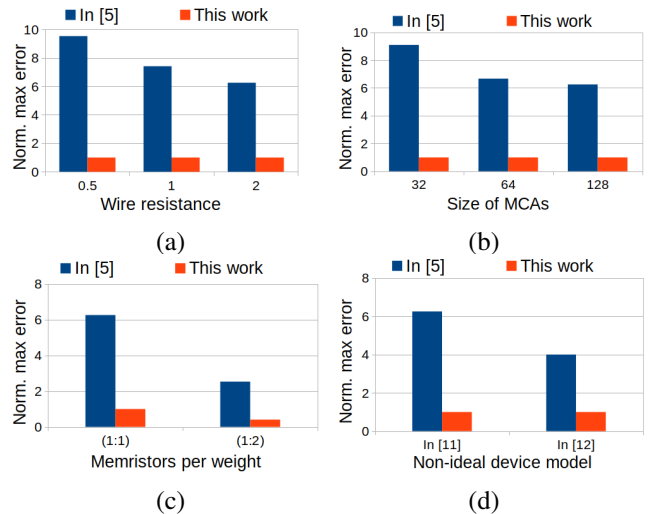 In [5] This work
Norm. max error
10
8
6
4
2
0
0.5 1 2
Wire resistance
(a)
In [5] This work
Norm. max error
10
8
6
4
2
0
32 64 128
Size of MCAs
(b)
In [5] This work
Norm. max error
8
6
4
2
0
(1:1) (1:2)
Memristors per weight
(c)
In [5] This work
Norm. max error
8
6
4
2
0
In [11] In [12]
Non-ideal device model
(d)